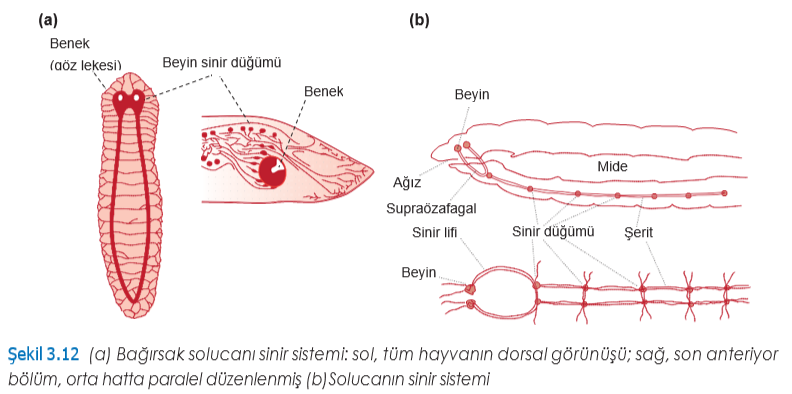 (a)
Benek
(göz lekesi)
Beyin sinir düğümü
Benek
(b)
Beyin
Mide
Ağız
Supraözafagal
Sinir lifi
Sinir düğümü
Şerit
Beyin
Şekil 3.12 (a) Bağırsak solucanı sinir sistemi: sol, tüm hayvanın dorsal görünüşü; sağ, son anteriyor
bölüm, orta hatta paralel düzenlenmiş (b)Solucanın sinir sistemi